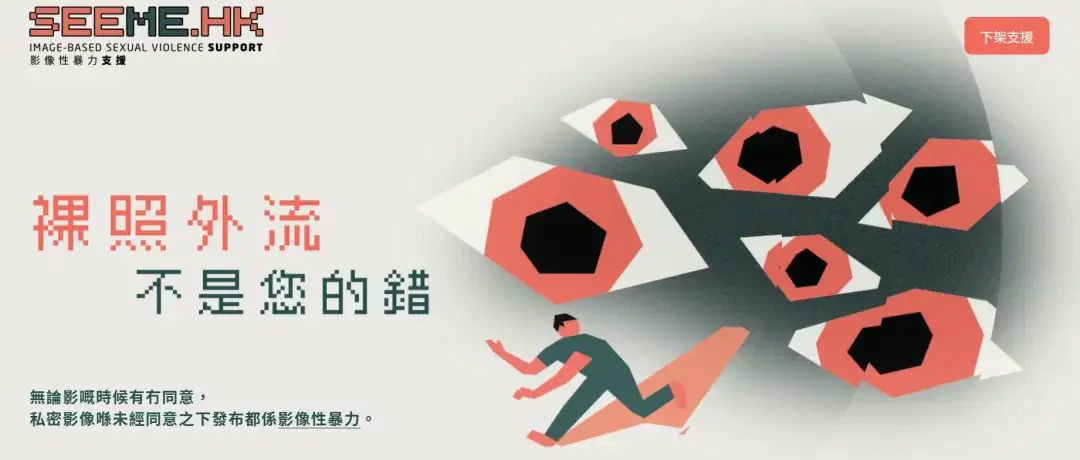 SEEME.HK
IMAGE-BASED SEXUAL VIOLENCE SUPPORT
影像性暴力支援
下架支援
裸照外流
不是您的錯
無論影嘅時候有冇同意，
私密影像喺未經同意之下發布都係影像性暴力。